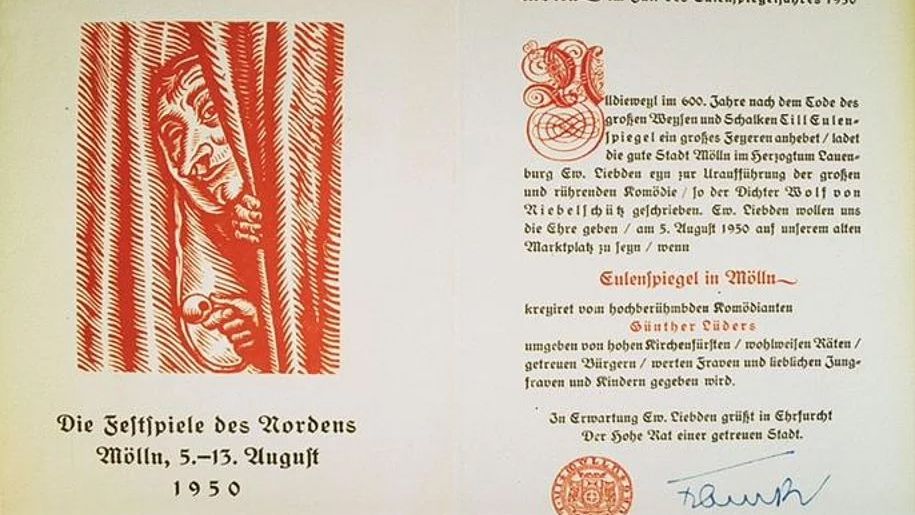 Die Festspiele des Nordens
Mölln, 5.–13. August
1950
des Eulenspiegeljahres 1950
Alldieweyl im 600. Jahre nach dem Tode des
großen Weysen und Schalken Till Eulen-
spiegel ein großes Feyeren anhebet / ladet
die gute Stadt Mölln im Herzogtum Lauen-
burg Ew. Liebden eyn zur Uraufführung der großen
und rührenden Komödie / so der Dichter Wolf von
Niebelschütz geschrieben. Ew. Liebden wollen uns
die Ehre geben / am 5. August 1950 auf unserem alten
Marktplatz zu seyn / wenn
Eulenspiegel in Mölln
kreyiret vom hochberühmbden Komödianten
Günther Lüders
umgeben von hohen Kirchenfürsten / wohlweisen Räten /
getreuen Bürgern / werten Fraven und lieblichen Jung-
fraven und Kindern gegeben wird.
In Erwartung Ew. Liebden grüßt in Ehrfurcht
Der Hohe Rat einer getreuen Stadt.